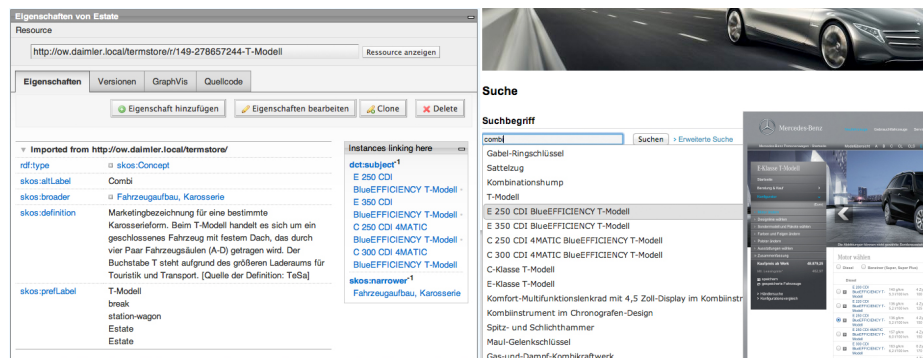 Eigenschaften von Estate
Resource
http://ow.daimler.local/termstore/r/149-278657244-T-Modell
Ressource anzeigen
Eigenschaften
Versionen
GraphVis
Quellcode
Eigenschaft hinzufügen
Eigenschaften bearbeiten
Clone
Delete
Imported from http://ow.daimler.local/termstore/
rdf:type
skos:Concept
skos:altLabel
Combi
skos:broader
Fahrzeugaufbau, Karosserie
skos:definition
Marketingbezeichnung für eine bestimmte
Karosserieform. Beim T-Modell handelt es sich um ein
geschlossenes Fahrzeug mit festem Dach, das durch
vier Paar Fahrzeugsäulen (A-D) getragen wird. Der
Buchstabe T steht aufgrund des größeren Laderaums für
Touristik und Transport. [Quelle der Definition: TeSa]
skos:prefLabel
T-Modell
break
station-wagon
Estate
Estate
Instances linking here
dct:subject-1
E 250 CDI
BlueEFFICIENCY T-Modell
E 350 CDI
BlueEFFICIENCY T-Modell
C 250 CDI 4MATIC
BlueEFFICIENCY T-Modell
C 300 CDI 4MATIC
BlueEFFICIENCY T-Modell
skos:narrower-1
Fahrzeugaufbau, Karosserie
Suche
Suchbegriff
combi
Suchen
» Erweiterte Suche
Gabel-Ringschlüssel
Sattelzug
Kombinationshump
T-Modell
E 250 CDI BlueEFFICIENCY T-Modell
E 350 CDI BlueEFFICIENCY T-Modell
C 250 CDI 4MATIC BlueEFFICIENCY T-Modell
C 300 CDI 4MATIC BlueEFFICIENCY T-Modell
C-Klasse T-Modell
E-Klasse T-Modell
Komfort-Multifunktionslenkrad mit 4,5 Zoll-Display im Kombiinstr
Kombiinstrument im Chronografen-Design
Spitz- und Schlichthammer
Maul-Gelenkschlüssel
Gas-und-Dampf-Kombikraftwerk
Mercedes-Benz
E-Klasse T-Modell
Motor wählen